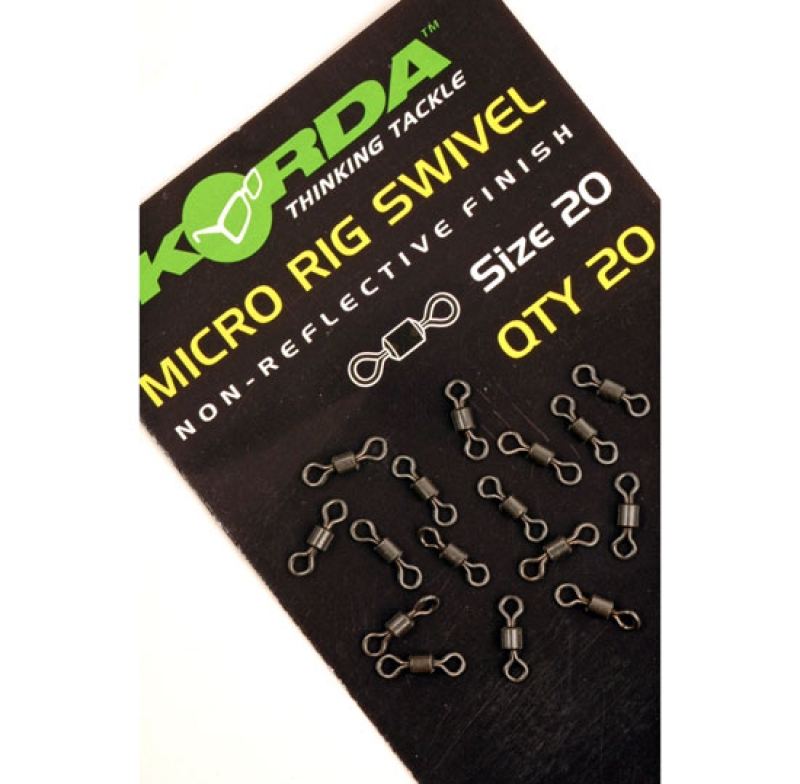 KORDA™
THINKING TACKLE
MICRO RIG SWIVEL
NON-REFLECTIVE FINISH
Size 20
QTY 20